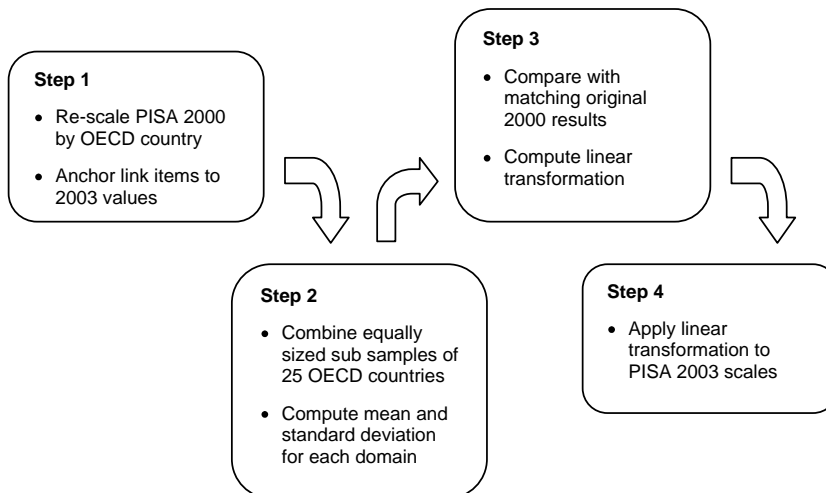 Step 1
• Re-scale PISA 2000
by OECD country
• Anchor link items to
2003 values
Step 2
• Combine equally
sized sub samples of
25 OECD countries
• Compute mean and
standard deviation
for each domain
Step 3
• Compare with
matching original
2000 results
• Compute linear
transformation
Step 4
• Apply linear
transformation to
PISA 2003 scales